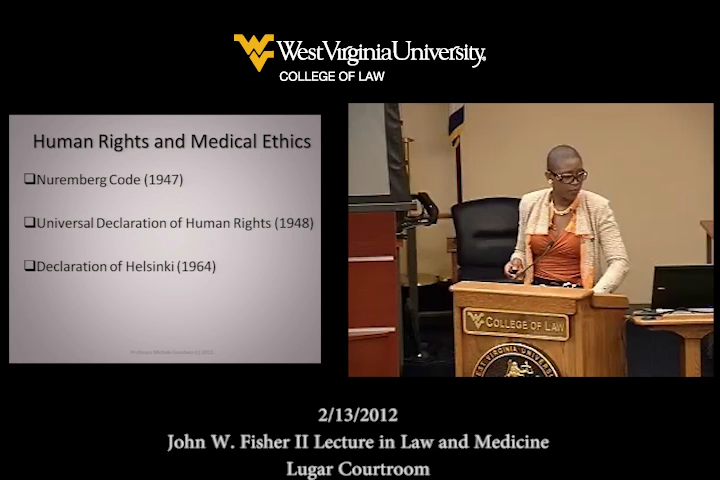 WestVirginiaUniversity.
COLLEGE OF LAW
Human Rights and Medical Ethics
❑Nuremberg Code (1947)
❑Universal Declaration of Human Rights (1948)
❑Declaration of Helsinki (1964)
COLLEGE OF LAW
WEST VIRGINIA UNIVERSITY
2/13/2012
John W. Fisher II Lecture in Law and Medicine
Lugar Courtroom